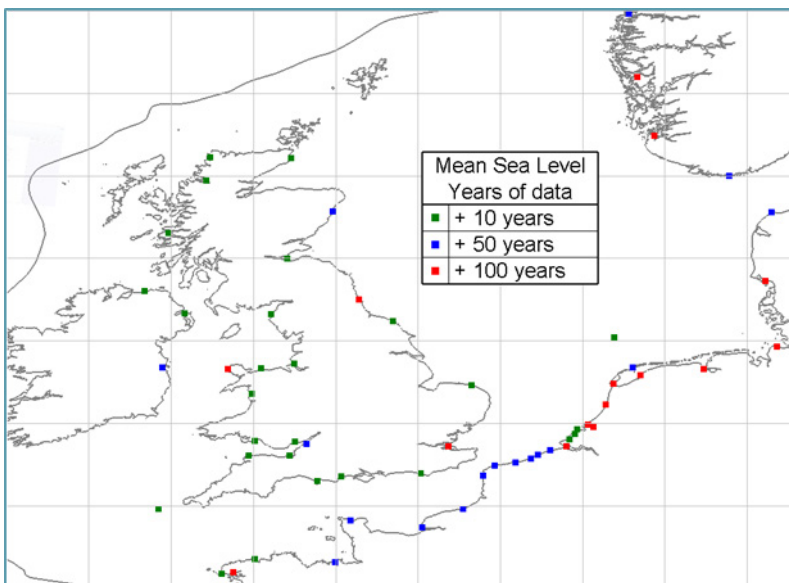 Mean Sea Level
Years of data
+ 10 years
+ 50 years
+ 100 years